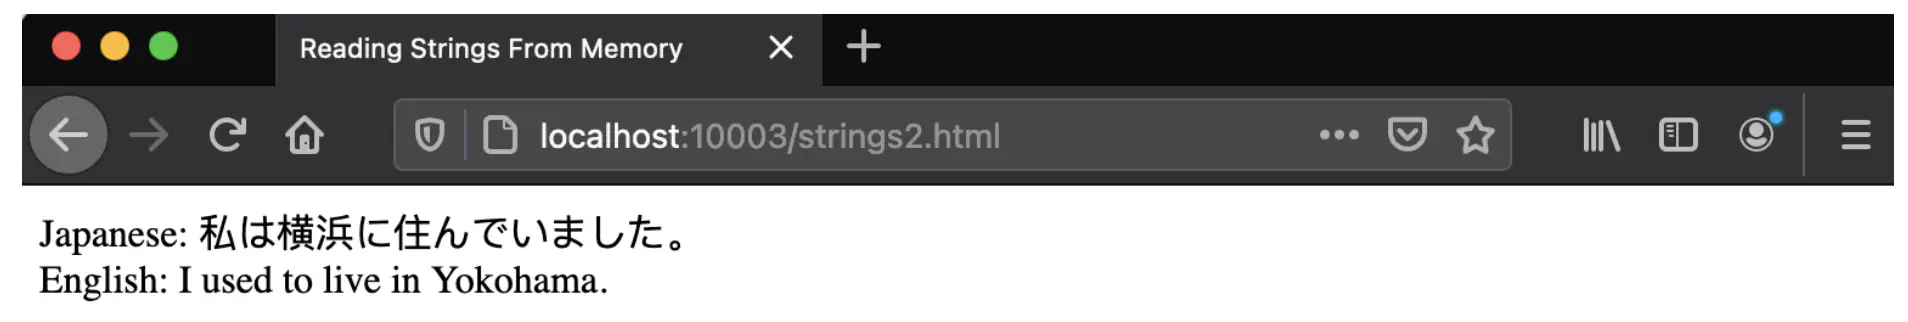 Reading Strings From Memory
localhost:10003/strings2.html
Japanese: 私は横浜に住んでいました。
English: I used to live in Yokohama.